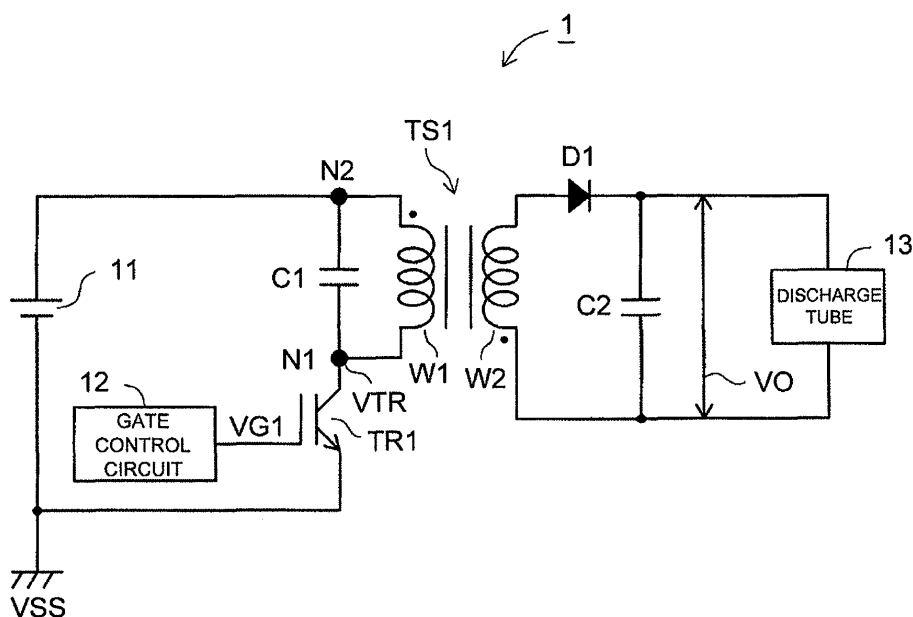 1
TS1
N2
D1
11
C1
13
DISCHARGE
TUBE
C2
N1
W1
W2
VO
12
VTR
GATE
CONTROL
CIRCUIT
VG1
TR1
VSS